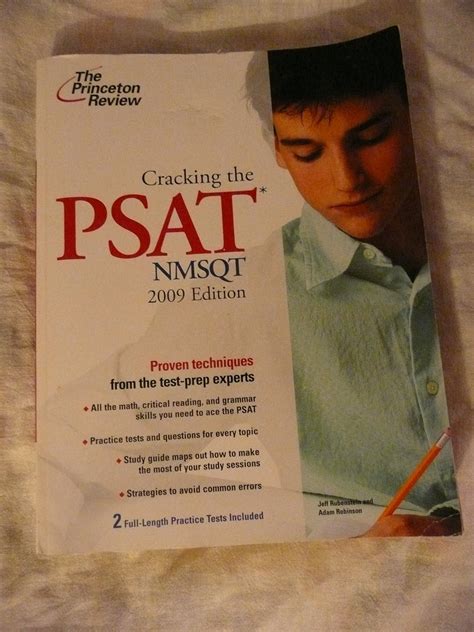 The
Princeton
Review
Cracking the
PSAT*
NMSQT
2009 Edition
Proven techniques
from the test-prep experts
All the math, critical reading, and grammar
skills you need to ace the PSAT
Practice tests and questions for every topic
Study guide maps out how to make
the most of your study sessions
Strategies to avoid common errors
2 Full-Length Practice Tests Included
Jeff Rubenstein and
Adam Robinson